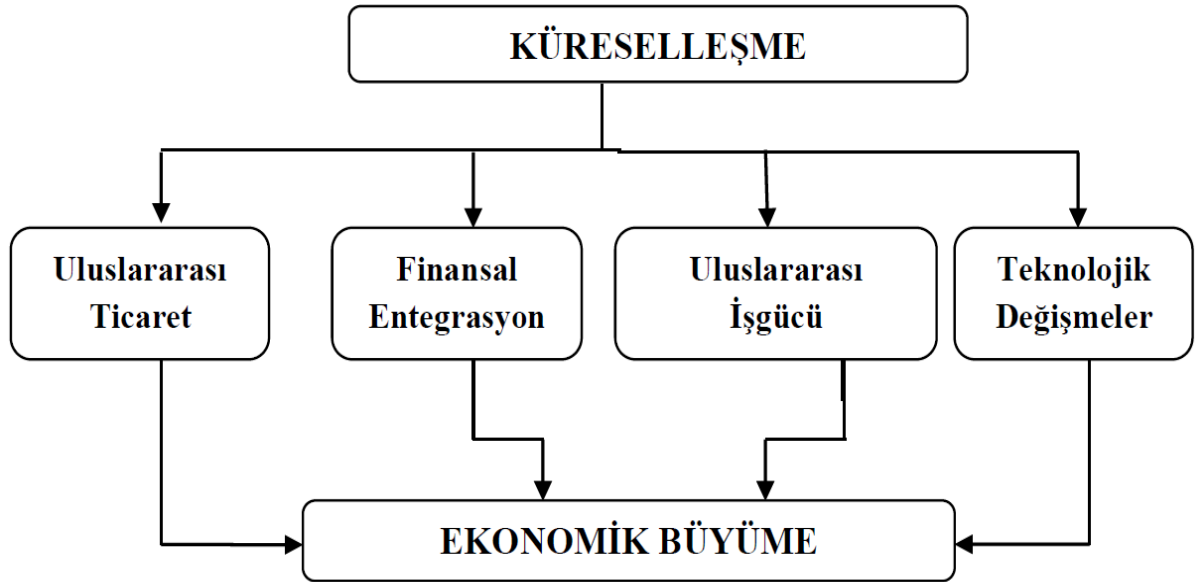 KÜRESELLEŞME
Uluslararası
Ticaret
Finansal
Entegrasyon
Uluslararası
İşgücü
Teknolojik
Değişmeler
EKONOMİK BÜYÜME